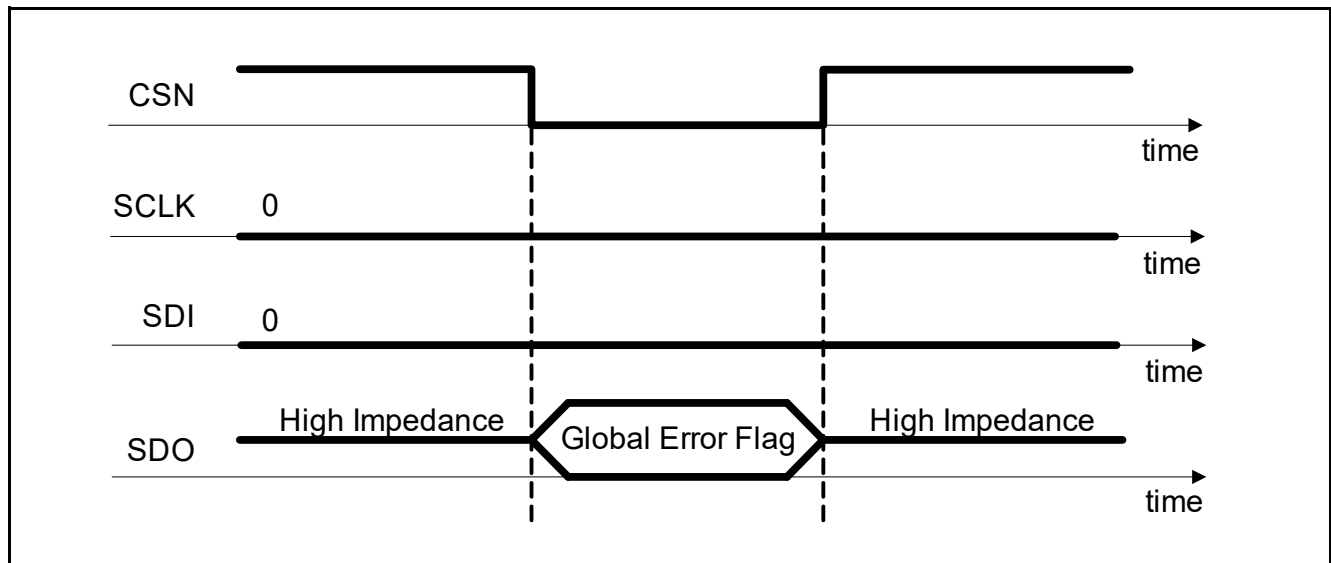 CSN
time
SCLK 0
time
SDI 0
time
High Impedance Global Error Flag High Impedance
SDO
time